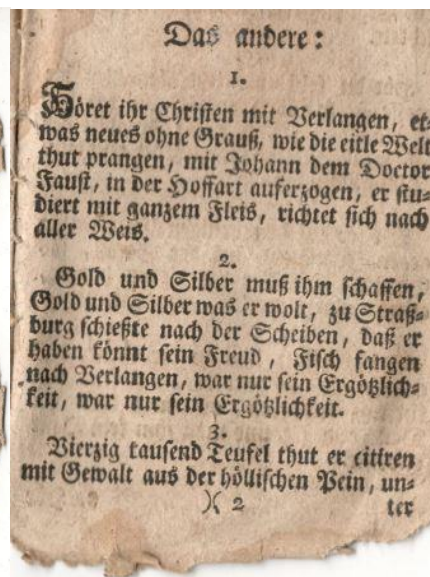 Das andere:
1.
Höret ihr Christen mit Verlangen, et⸗
was neues ohne Grauß, wie die eitle Welt
thut prangen, mit Johann dem Doctor
Faust, in der Hoffart auferzogen, er stu⸗
diert mit ganzem Fleis, richtet sich nach
aller Weis.
2.
Gold und Silber muß ihm schaffen,
Gold und Silber was er wolt, zu Straß⸗
burg schießte nach der Scheiben, daß er
haben könnt sein Freud, Fisch fangen
nach Verlangen, war nur sein Ergötzlich⸗
keit, war nur sein Ergötzlichkeit.
3.
Vierzig tausend Teufel thut er citiren
mit Gewalt aus der höllischen Pein, un⸗
)( 2 ter